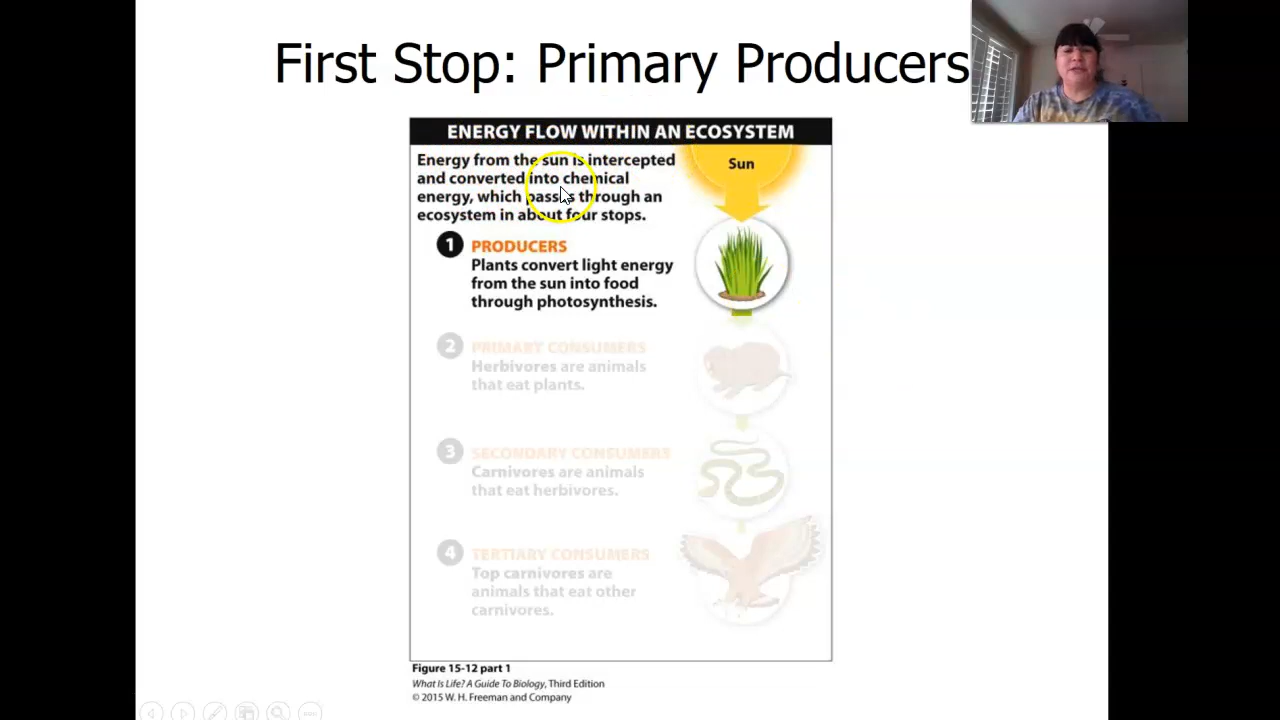 First Stop: Primary Producers
ENERGY FLOW WITHIN AN ECOSYSTEM
Energy from the sun is intercepted
and converted into chemical
energy, which passes through an
ecosystem in about four stops.
Sun
1 PRODUCERS
Plants convert light energy
from the sun into food
through photosynthesis.
2 PRIMARY CONSUMERS
Herbivores are animals
that eat plants.
3 SECONDARY CONSUMERS
Carnivores are animals
that eat herbivores.
4 TERTIARY CONSUMERS
Top carnivores are
animals that eat other
carnivores.
Figure 15-12 part 1
What Is Life? A Guide To Biology, Third Edition
© 2015 W. H. Freeman and Company